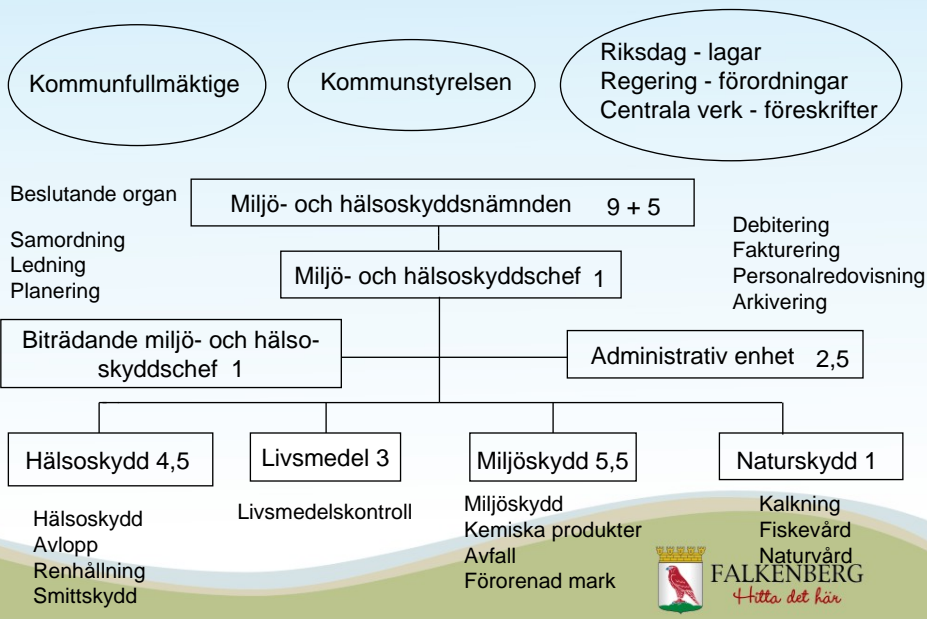 Kommunfullmäktige
Kommunstyrelsen
Riksdag - lagar
Regering - förordningar
Centrala verk - föreskrifter
Beslutande organ
Miljö- och hälsoskyddsnämnden 9 + 5
Samordning
Ledning
Planering
Miljö- och hälsoskyddschef 1
Debitering
Fakturering
Personalredovisning
Arkivering
Biträdande miljö- och hälso-
skyddschef 1
Administrativ enhet 2,5
Hälsoskydd 4,5
Livsmedel 3
Miljöskydd 5,5
Naturskydd 1
Hälsoskydd
Avlopp
Renhållning
Smittskydd
Livsmedelskontroll
Miljöskydd
Kemiska produkter
Avfall
Förorenad mark
Kalkning
Fiskevård
Naturvård
FALKENBERG
Hitta det här